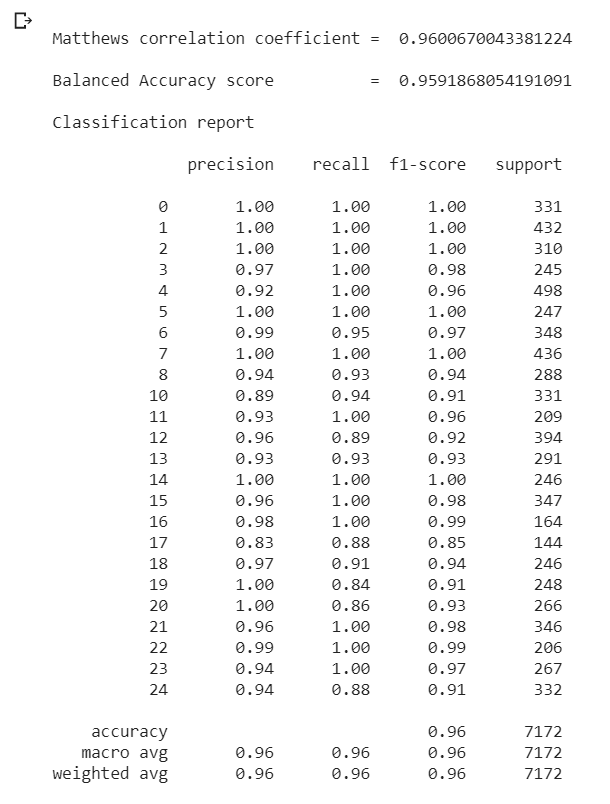 Matthews correlation coefficient = 0.9600670043381224
Balanced Accuracy score = 0.9591868054191091
Classification report
precision recall f1-score support
0 1.00 1.00 1.00 331
1 1.00 1.00 1.00 432
2 1.00 1.00 1.00 310
3 0.97 1.00 0.98 245
4 0.92 1.00 0.96 498
5 1.00 1.00 1.00 247
6 0.99 0.95 0.97 348
7 1.00 1.00 1.00 436
8 0.94 0.93 0.94 288
10 0.89 0.94 0.91 331
11 0.93 1.00 0.96 209
12 0.96 0.89 0.92 394
13 0.93 0.93 0.93 291
14 1.00 1.00 1.00 246
15 0.96 1.00 0.98 347
16 0.98 1.00 0.99 164
17 0.83 0.88 0.85 144
18 0.97 0.91 0.94 246
19 1.00 0.84 0.91 248
20 1.00 0.86 0.93 266
21 0.96 1.00 0.98 346
22 0.99 1.00 0.99 206
23 0.94 1.00 0.97 267
24 0.94 0.88 0.91 332
accuracy 0.96 7172
macro avg 0.96 0.96 0.96 7172
weighted avg 0.96 0.96 0.96 7172